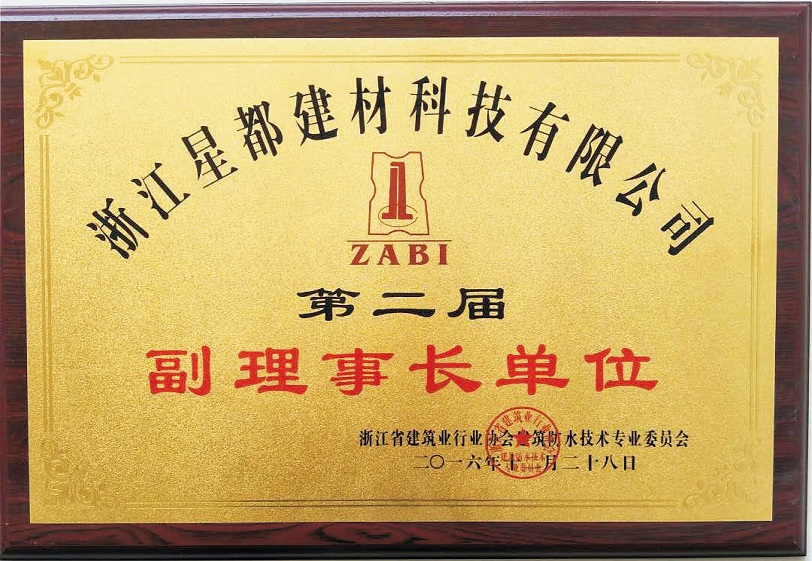 浙江星都建材科技有限公司
ZABI
第二届
副理事长单位
浙江省建筑业行业协会建筑防水技术专业委员会
二〇一六年十 月二十八日